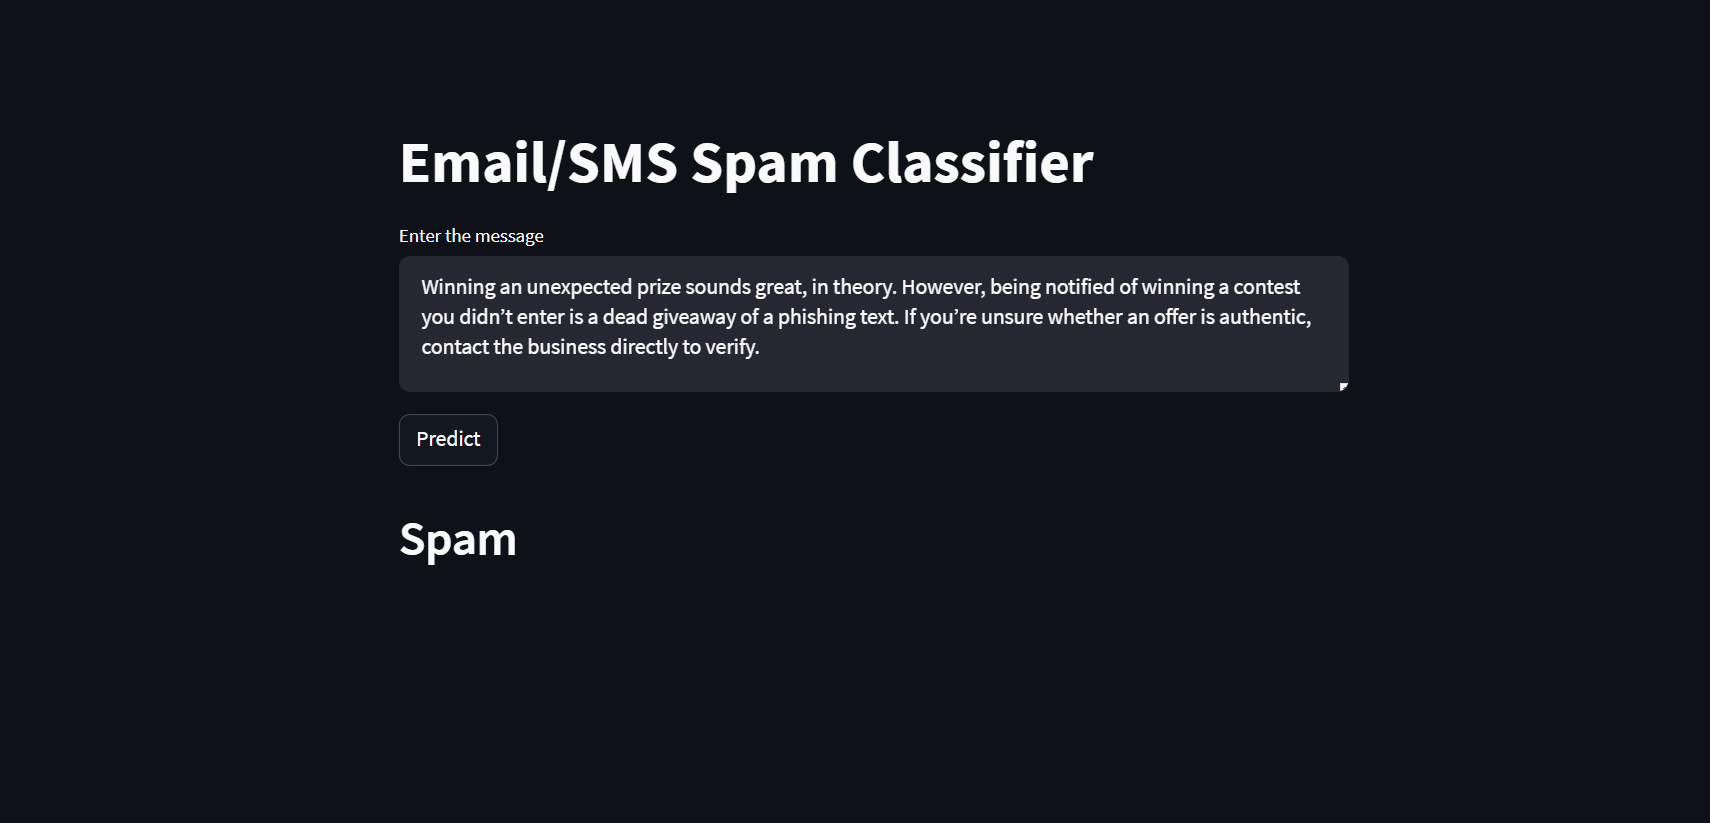 Email/SMS Spam Classifier
Enter the message
Winning an unexpected prize sounds great, in theory. However, being notified of winning a contest
you didn’t enter is a dead giveaway of a phishing text. If you’re unsure whether an offer is authentic,
contact the business directly to verify.
Predict
Spam